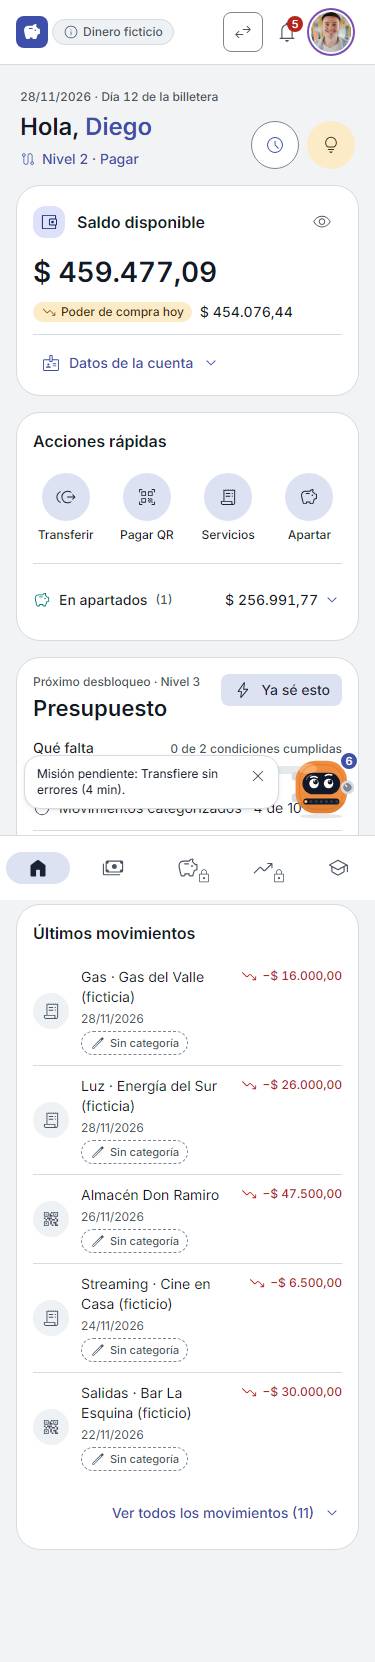 Dinero ficticio
5
28/11/2026 · Día 12 de la billetera
Hola, Diego
Nivel 2 · Pagar
Saldo disponible
$ 459.477,09
Poder de compra hoy $ 454.076,44
Datos de la cuenta
Acciones rápidas
Transferir Pagar QR Servicios Apartar
En apartados (1) $ 256.991,77
Próximo desbloqueo · Nivel 3
Ya sé esto
Presupuesto
Qué falta 0 de 2 condiciones cumplidas
6
Misión pendiente: Transfiere sin
errores (4 min).
Movimientos categorizados · 4 de 10
Últimos movimientos
Gas · Gas del Valle −$ 16.000,00
(ficticia)
28/11/2026
Sin categoría
Luz · Energía del Sur −$ 26.000,00
(ficticia)
28/11/2026
Sin categoría
Almacén Don Ramiro −$ 47.500,00
26/11/2026
Sin categoría
Streaming · Cine en −$ 6.500,00
Casa (ficticio)
24/11/2026
Sin categoría
Salidas · Bar La −$ 30.000,00
Esquina (ficticio)
22/11/2026
Sin categoría
Ver todos los movimientos (11)